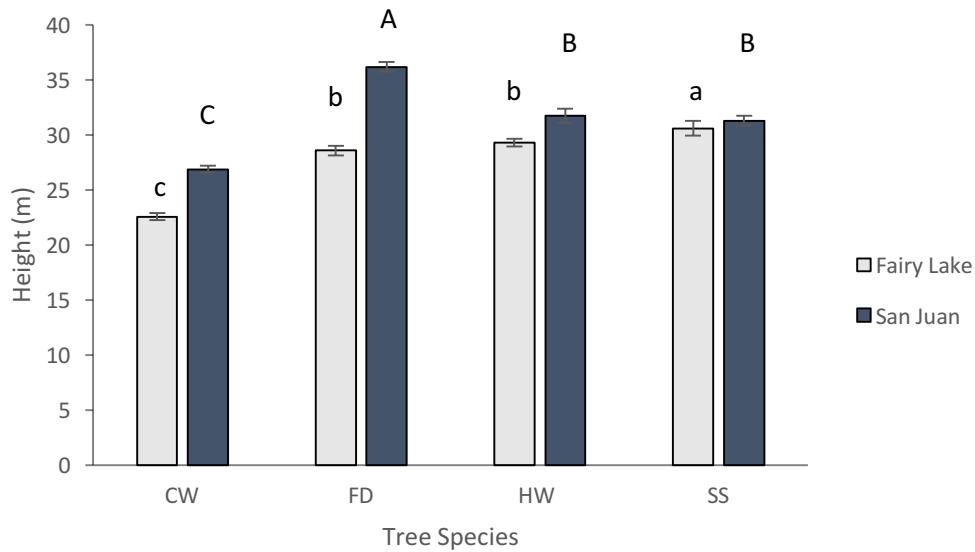 40
35
30
25
20
15
10
5
0
Height (m)
c
C
b
A
b
B
a
B
CW
FD
HW
SS
Tree Species
Fairy Lake
San Juan